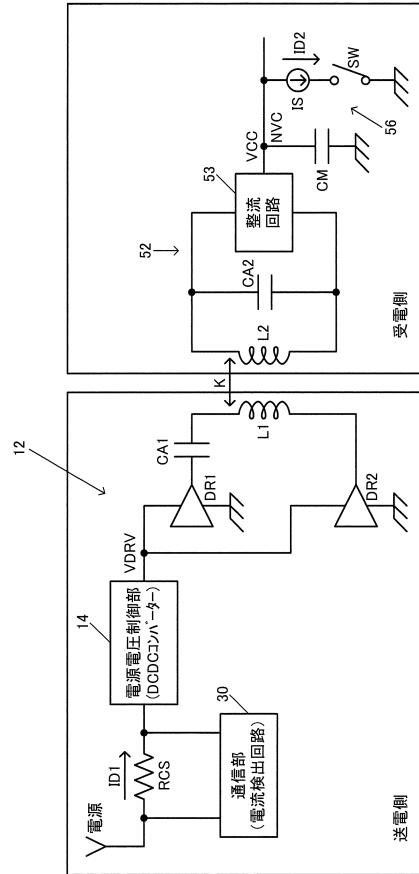 12
電源
ID1
RCS
14
電源電圧制御部
(DCDCコンバーター)
VDRV
30
通信部
(電流検出回路)
DR1
DR2
CA1
L1
送電側
K
52
L2
CA2
53
整流
回路
VCC
NVC
CM
IS
ID2
SW
56
受電側